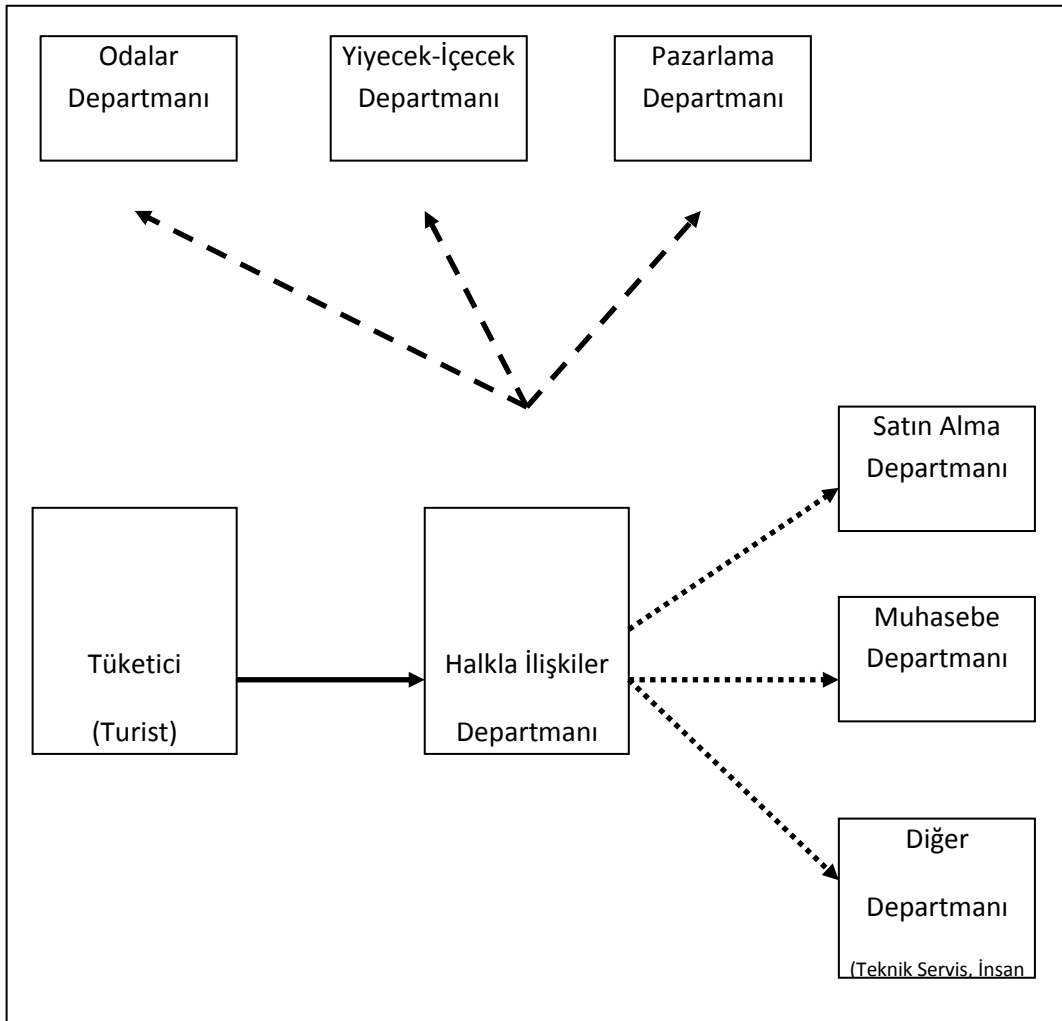 Odalar
Departmanı
Yiyecek-İçecek
Departmanı
Pazarlama
Departmanı
Satın Alma
Departmanı
Tüketici
(Turist)
Halkla İlişkiler
Departmanı
Muhasebe
Departmanı
Diğer
Departmanı
(Teknik Servis, İnsan